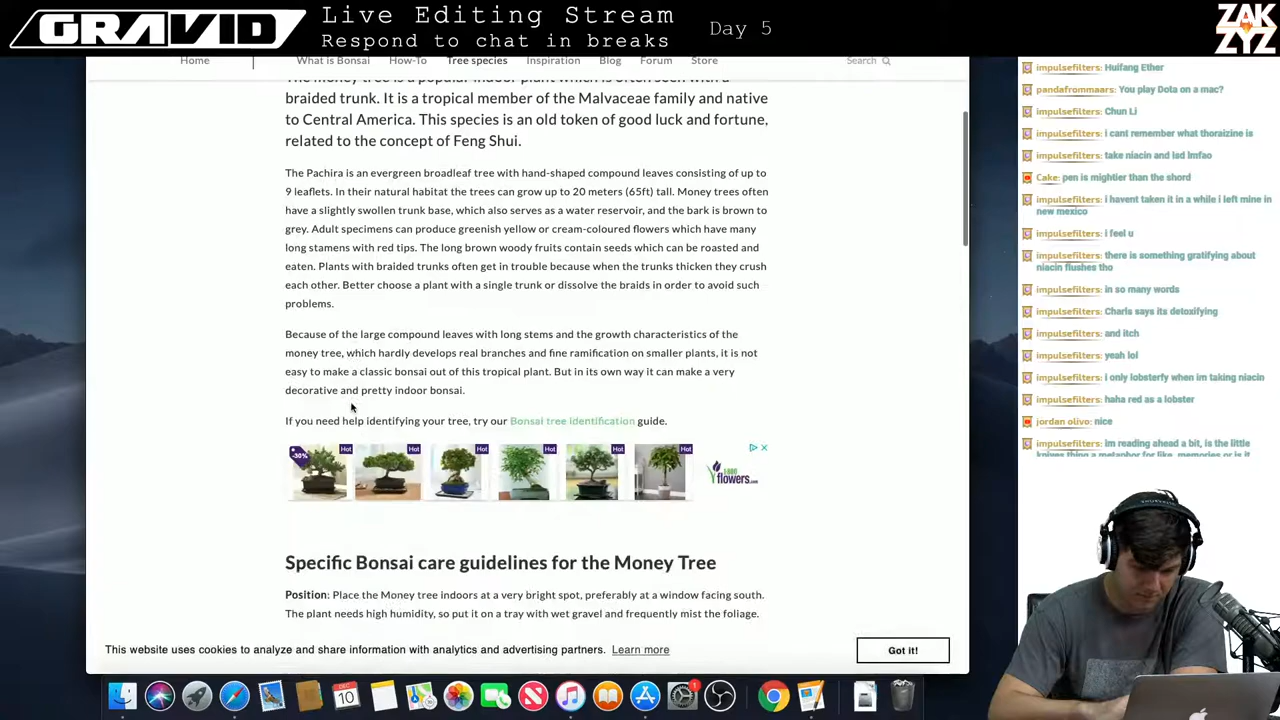 GRAVID
Live Editing Stream
Respond to chat in breaks
Day 5
ZAK
ZYZ
Home
What is Bonsai
How-To
Tree species
Inspiration
Blog
Forum
Store
Search
braided trunk. It is a tropical member of the Malvaceae family and native
to Central America. This species is an old token of good luck and fortune,
related to the concept of Feng Shui.
The Pachira is an evergreen broadleaf tree with hand-shaped compound leaves consisting of up to
9 leaflets. In their natural habitat the trees can grow up to 20 meters (65ft) tall. Money trees often
have a slightly swollen trunk base, which also serves as a water reservoir, and the bark is brown to
grey. Adult specimens can produce greenish yellow or cream-coloured flowers which have many
long stamens with red tips. The long brown woody fruits contain seeds which can be roasted and
eaten. Plants with braided trunks often get in trouble because when the trunks thicken they crush
each other. Better choose a plant with a single trunk or dissolve the braids in order to avoid such
problems.
Because of the large compound leaves with long stems and the growth characteristics of the
money tree, which hardly develops real branches and fine ramification on smaller plants, it is not
easy to make a classic bonsai out of this tropical plant. But in its own way it can make a very
decorative and pretty indoor bonsai.
If you need help identifying your tree, try our Bonsai tree identification guide.
-30%
Hot
Hot
Hot
Hot
Hot
Hot
flowers.com
Specific Bonsai care guidelines for the Money Tree
Position: Place the Money tree indoors at a very bright spot, preferably at a window facing south.
The plant needs high humidity, so put it on a tray with wet gravel and frequently mist the foliage.
This website uses cookies to analyze and share information with analytics and advertising partners. Learn more
Got it!
DEC
10
1
impulsefilters: Huifang Ether
pandafrommaars: You play Dota on a mac?
impulsefilters: Chun Li
impulsefilters: i cant remember what thoraizine is
impulsefilters: take niacin and lsd lmfao
Cake: pen is mightier than the shord
impulsefilters: i havent taken it in a while i left mine in
new mexico
impulsefilters: i feel u
impulsefilters: there is something gratifying about
niacin flushes tho
impulsefilters: in so many words
impulsefilters: Charls says its detoxifying
impulsefilters: and itch
impulsefilters: yeah lol
impulsefilters: i only lobsterfy when im taking niacin
impulsefilters: haha red as a lobster
jordan olivo: nice
impulsefilters: im reading ahead a bit, is the little
knives thing a metaphor for like, memories or is it